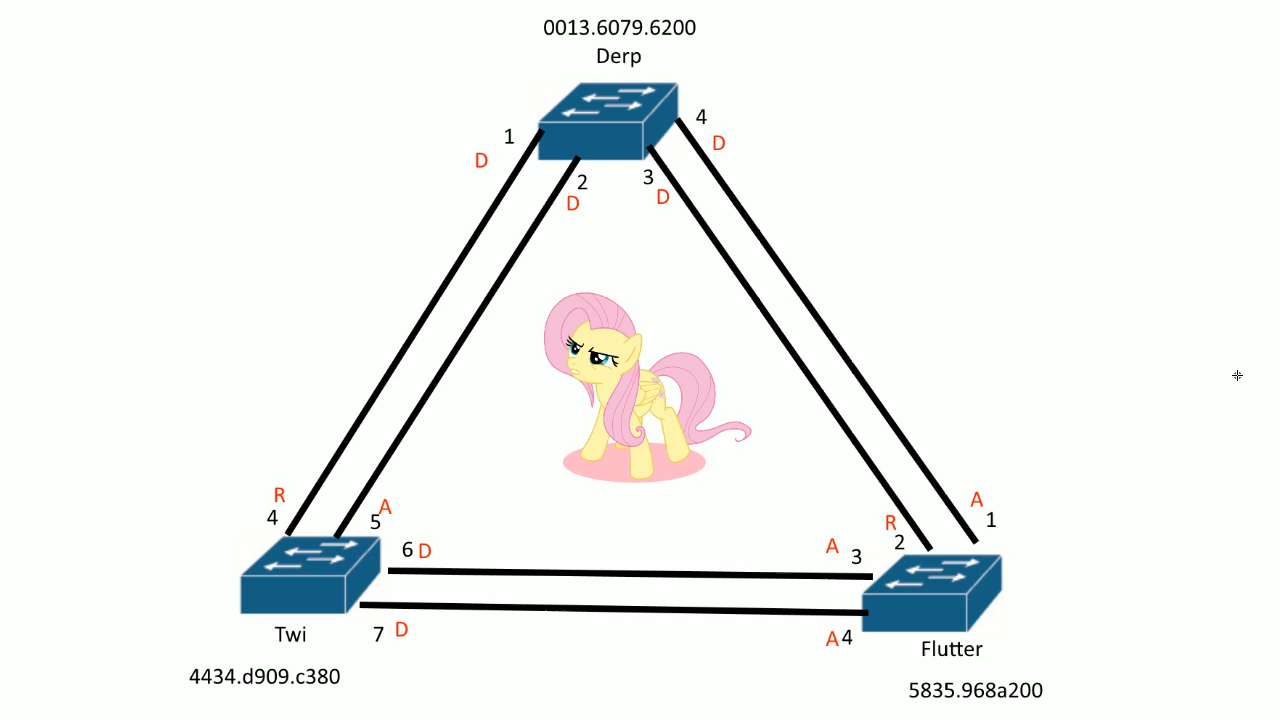 0013.6079.6200
Derp
4
D
1
D
2
D
3
D
R
4
A
5
A
1
R
2
6 D
A 3
7 D
A 4
Twi
Flutter
4434.d909.c380
5835.968a200